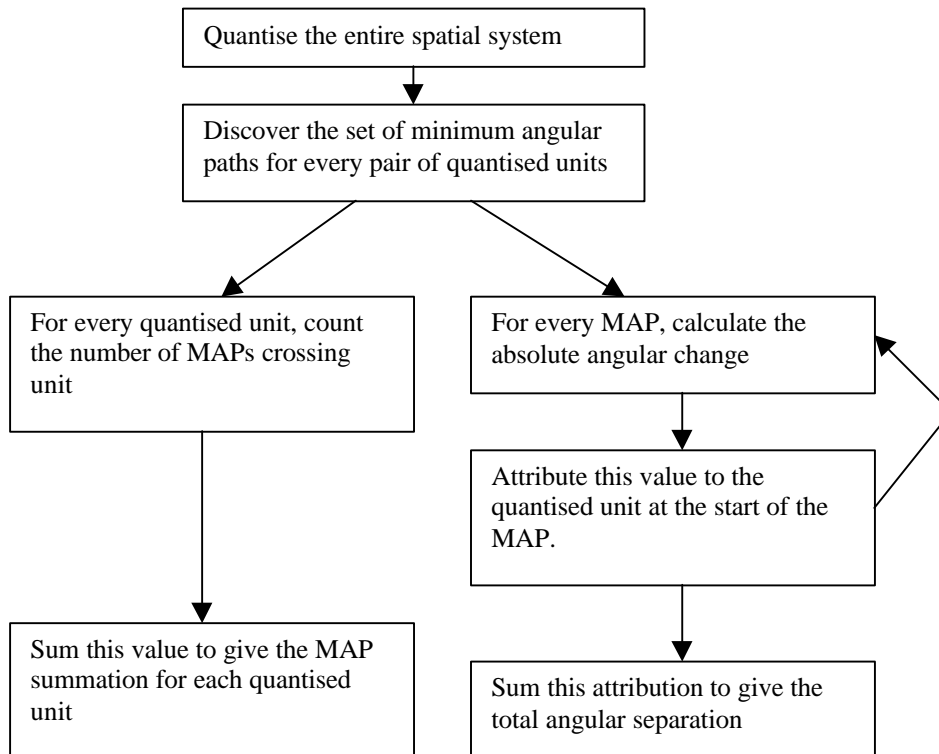 Quantise the entire spatial system
Discover the set of minimum angular
paths for every pair of quantised units
For every quantised unit, count
the number of MAPs crossing
unit
For every MAP, calculate the
absolute angular change
Attribute this value to the
quantised unit at the start of the
MAP.
Sum this value to give the MAP
summation for each quantised
unit
Sum this attribution to give the
total angular separation